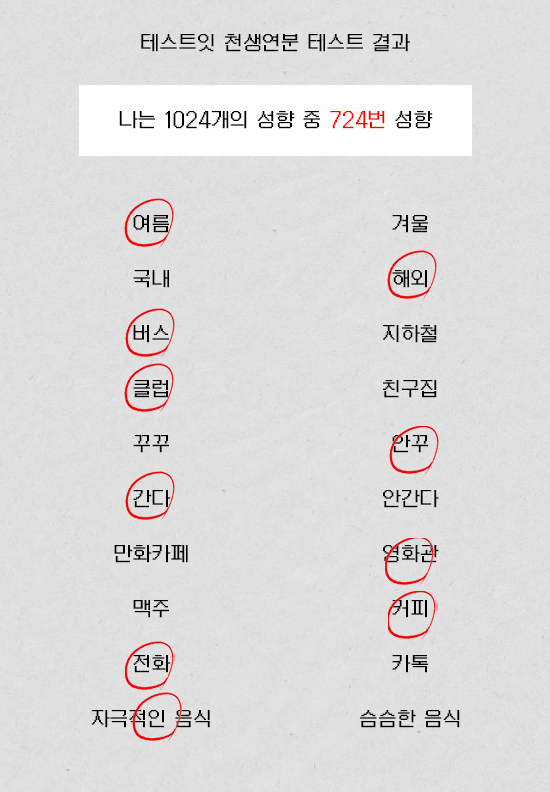 테스트잇 천생연분 테스트 결과
나는 1024개의 성향 중 724번 성향
여름 겨울
국내 해외
버스 지하철
클럽 친구집
꾸꾸 안꾸
간다 안간다
만화카페 영화관
맥주 커피
전화 카톡
자극적인 음식 슴슴한 음식